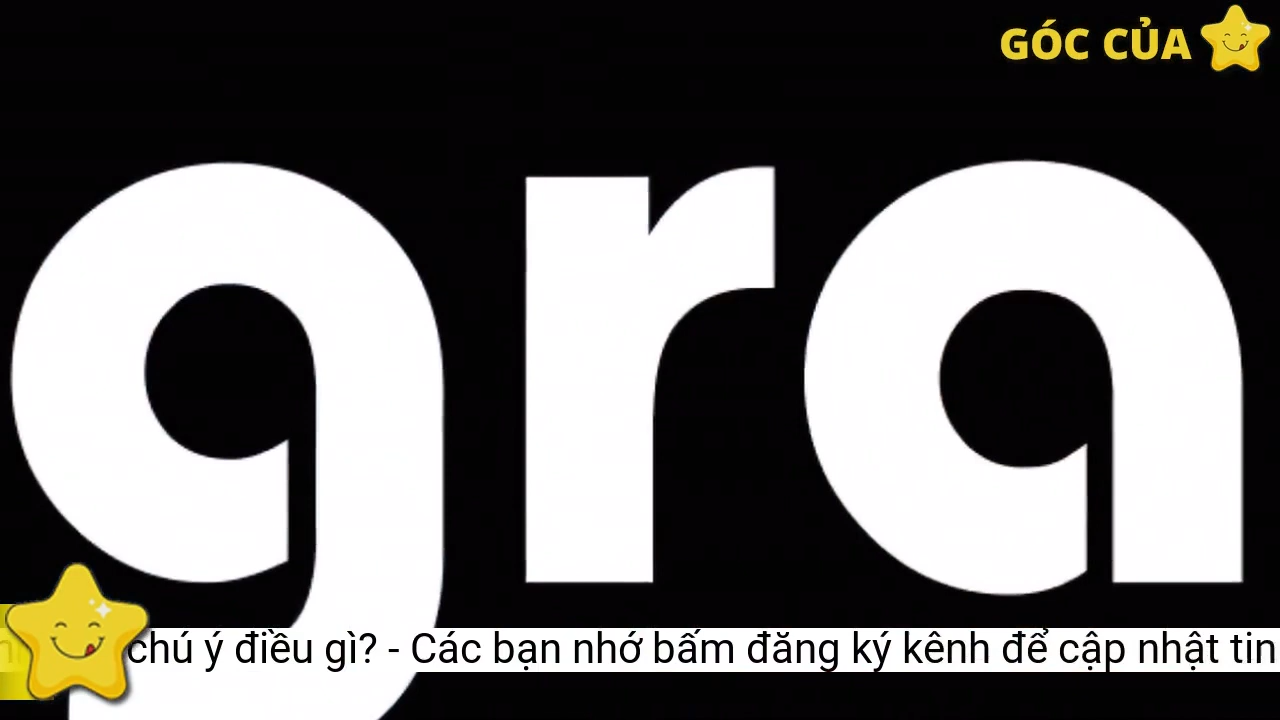 GÓC CỦA
gra
chú ý điều gì? - Các bạn nhớ bấm đăng ký kênh để cập nhật tin